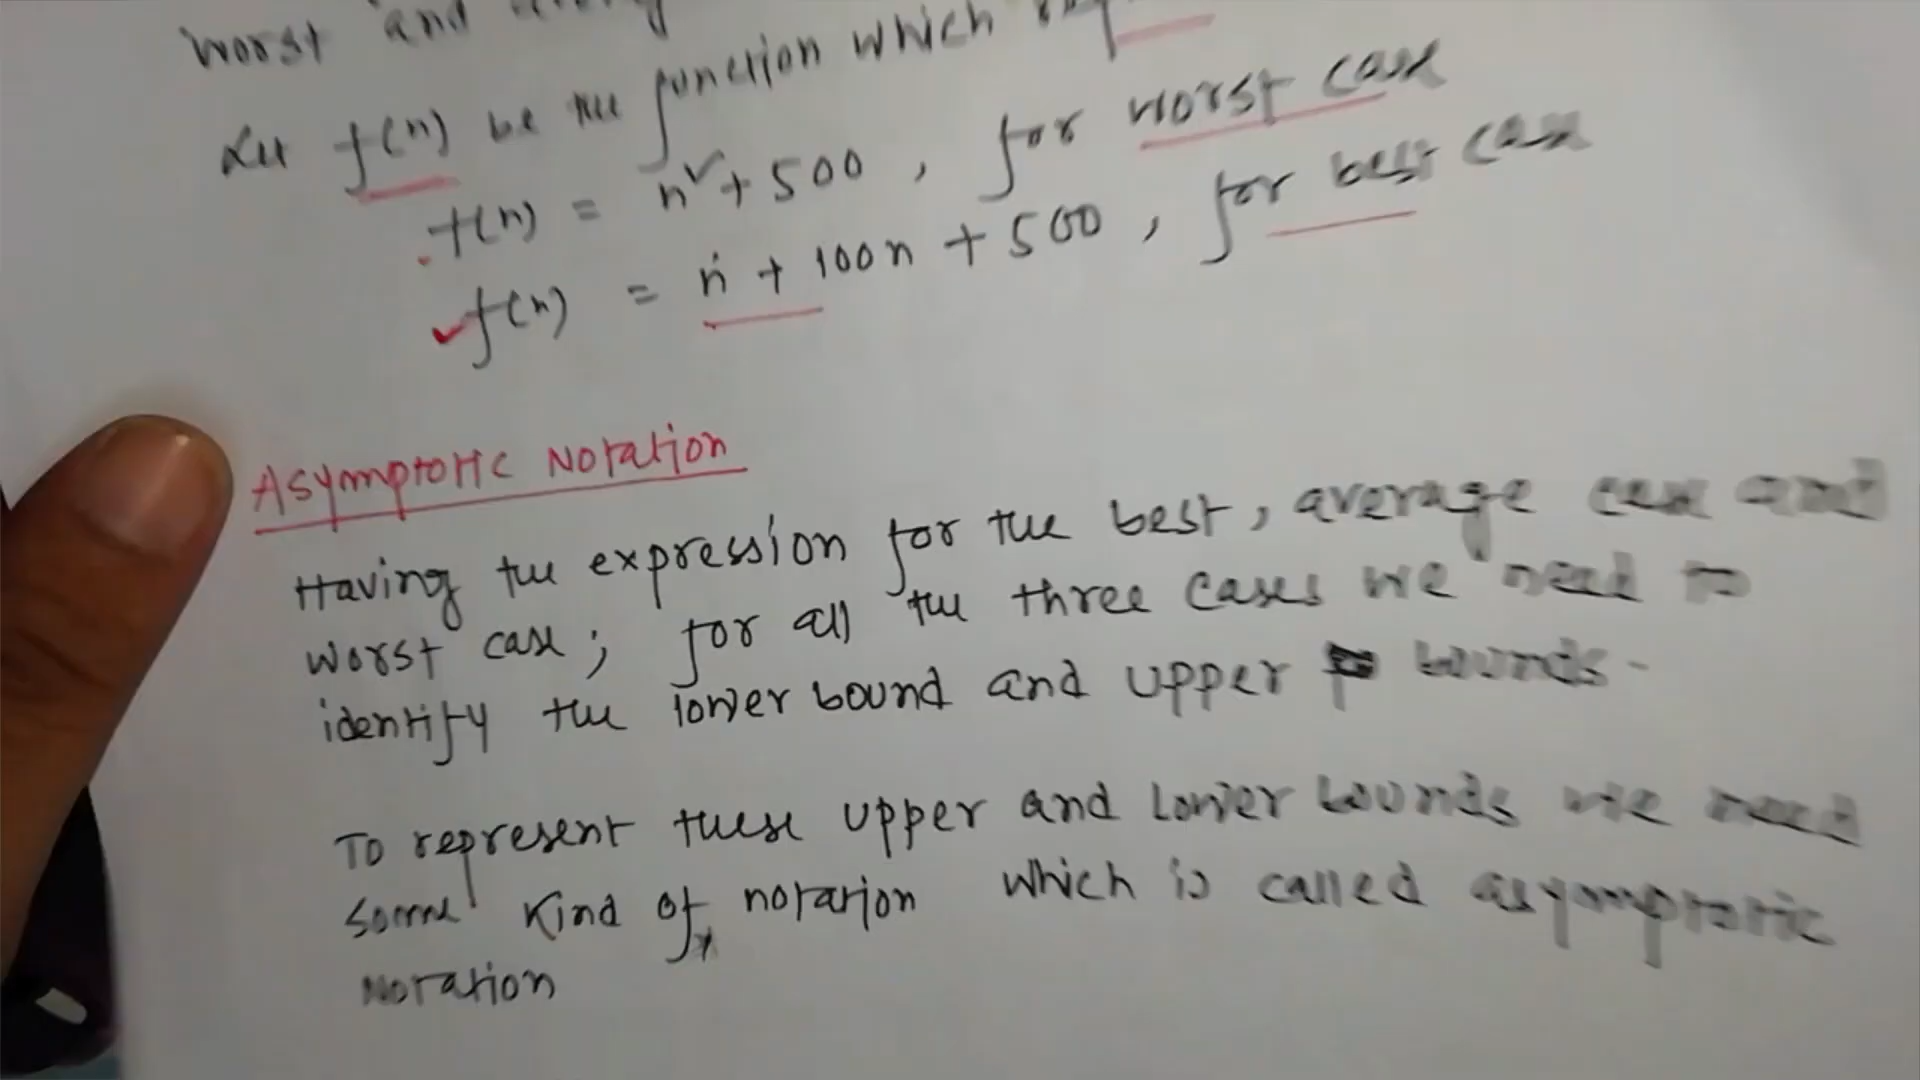 worst and
Let f(n) be the function which
f(n) = n² + 500 , for worst case
f(n) = n + 100n + 500 , for best case
Asymptotic Notation
Having the expression for the best, average case and
worst case ; for all the three cases we need to
identify the lower bound and upper bounds.
To represent these upper and lower bounds we need
some kind of notation which is called asymptotic
Notation